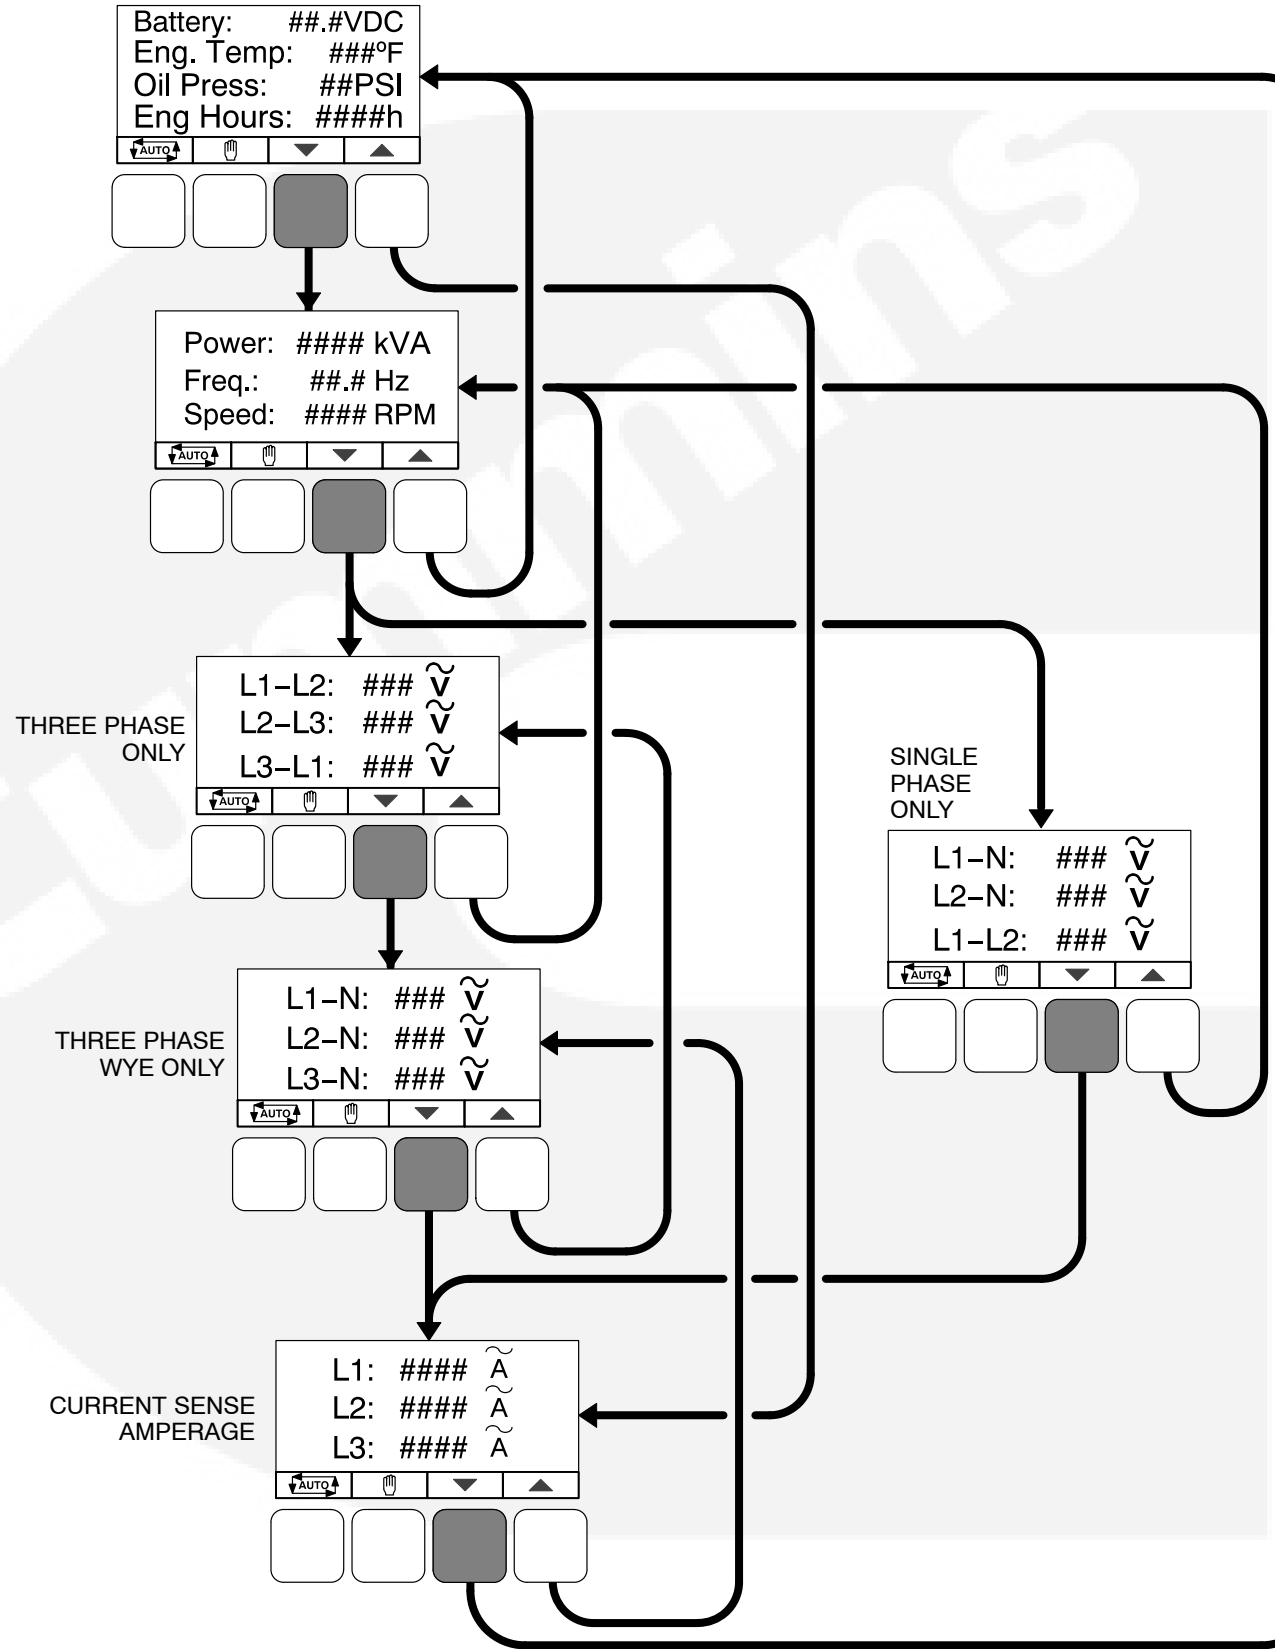 Battery: ##.#VDC
Eng. Temp: ###ºF
Oil Press: ##PSI
Eng Hours: ####h
AUTO
Power: #### kVA
Freq.: ##.# Hz
Speed: #### RPM
AUTO
THREE PHASE
ONLY
L1–L2: ### V
L2–L3: ### V
L3–L1: ### V
AUTO
SINGLE
PHASE
ONLY
L1–N: ### V
L2–N: ### V
L1–L2: ### V
AUTO
THREE PHASE
WYE ONLY
L1–N: ### V
L2–N: ### V
L3–N: ### V
AUTO
CURRENT SENSE
AMPERAGE
L1: #### A
L2: #### A
L3: #### A
AUTO
Cummins